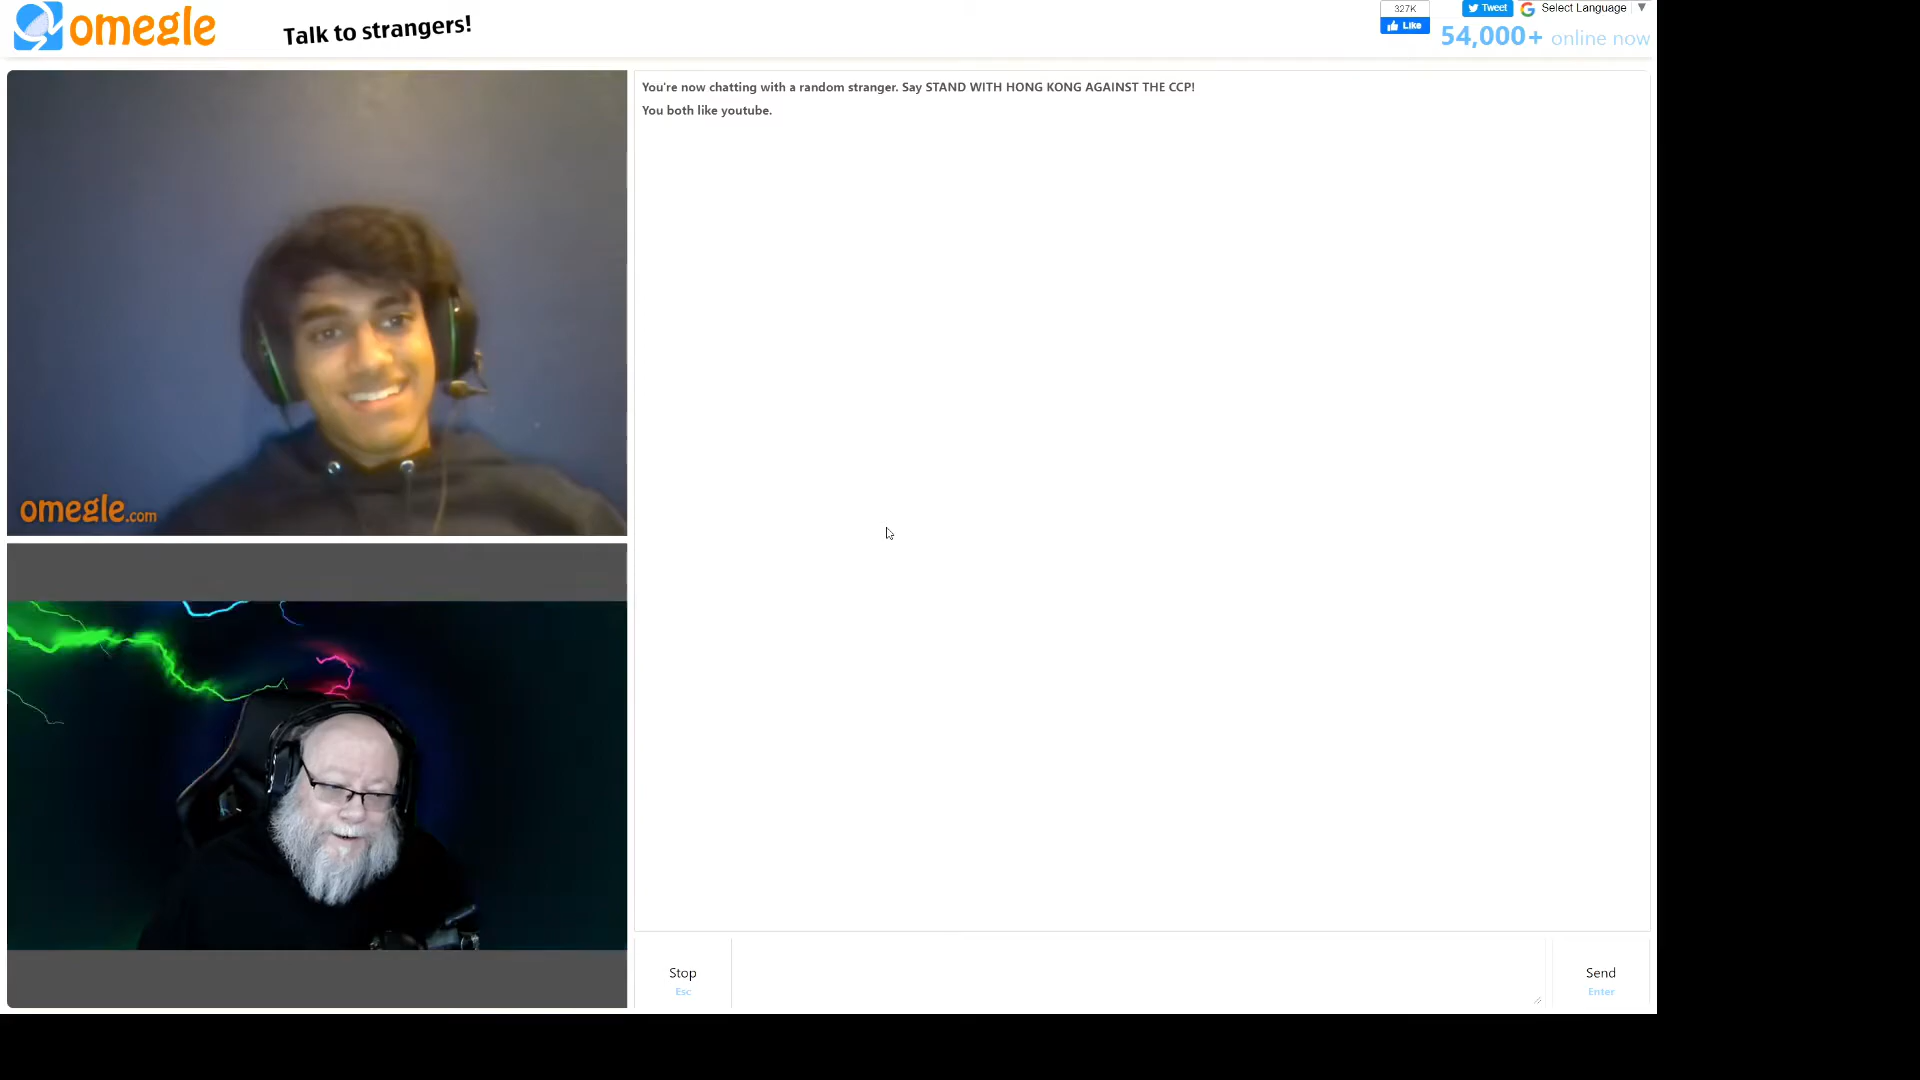 omegle
Talk to strangers!
327K
Like
Tweet
Select Language ▼
54,000+ online now
You're now chatting with a random stranger. Say STAND WITH HONG KONG AGAINST THE CCP!
You both like youtube.
omegle.com
Stop
Esc
Send
Enter